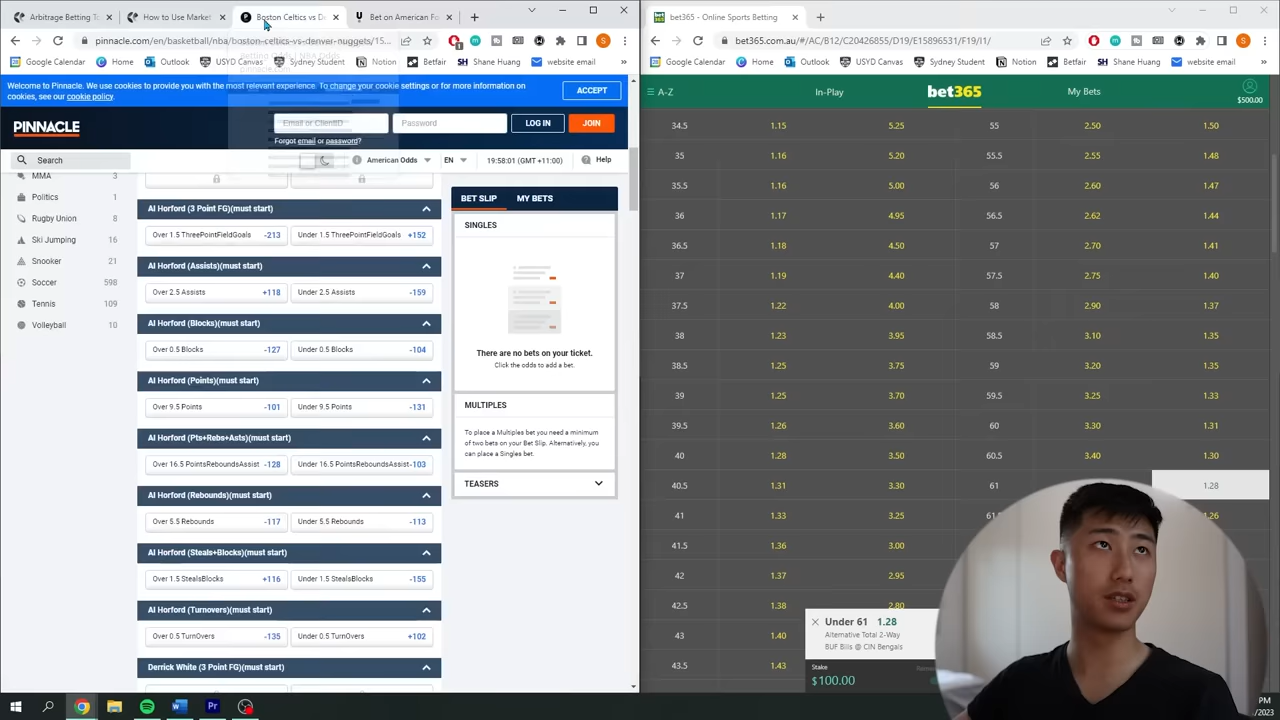 Arbitrage Betting T
How to Use Market
Boston Celtics vs De
Bet on American Fo
pinnacle.com/en/basketball/nba/boston-celtics-vs-denver-nuggets/15...
Google Calendar
Home
Outlook
USYD Canvas
Sydney Student
Notion
Betfair
Shane Huang
website email
Welcome to Pinnacle. We use cookies to provide you with the most relevant experience. To change your cookie settings or for more information
on cookies, see our cookie policy.
ACCEPT
PINNACLE
Email or ClientID
Password
LOG IN
JOIN
Forgot email or password?
Search
American Odds
EN
19:58:01 (GMT +11:00)
Help
MMA 3
Politics 1
Rugby Union 8
Ski Jumping 16
Snooker 21
Soccer 598
Tennis 109
Volleyball 10
Al Horford (3 Point FG)(must start)
Over 1.5 ThreePointFieldGoals -213
Under 1.5 ThreePointFieldGoals +152
Al Horford (Assists)(must start)
Over 2.5 Assists +118
Under 2.5 Assists -159
Al Horford (Blocks)(must start)
Over 0.5 Blocks -127
Under 0.5 Blocks -104
Al Horford (Points)(must start)
Over 9.5 Points -101
Under 9.5 Points -131
Al Horford (Pts+Rebs+Asts)(must start)
Over 16.5 PointsReboundsAssist -128
Under 16.5 PointsReboundsAssist -103
Al Horford (Rebounds)(must start)
Over 5.5 Rebounds -117
Under 5.5 Rebounds -113
Al Horford (Steals+Blocks)(must start)
Over 1.5 StealsBlocks +116
Under 1.5 StealsBlocks -155
Al Horford (Turnovers)(must start)
Over 0.5 TurnOvers -135
Under 0.5 TurnOvers +102
Derrick White (3 Point FG)(must start)
BET SLIP
MY BETS
SINGLES
There are no bets on your ticket.
Click the odds to add a bet.
MULTIPLES
To place a Multiples bet you need a minimum
of two bets on your Bet Slip. Alternatively, you
can place a Singles bet.
TEASERS
bet365 - Online Sports Betting
bet365.com.au/#/AC/B12/C20426855/D19/E15896531/F19/I1/
Google Calendar
Home
Outlook
USYD Canvas
Sydney Student
Notion
Betfair
Shane Huang
website email
A-Z
In-Play
bet365
My Bets
$500.00
34.5 1.15 5.25 55 2.50 1.50
35 1.16 5.20 55.5 2.55 1.48
35.5 1.16 5.00 56 2.60 1.47
36 1.17 4.95 56.5 2.62 1.44
36.5 1.18 4.50 57 2.70 1.41
37 1.19 4.40 57.5 2.75 1.40
37.5 1.22 4.00 58 2.90 1.37
38 1.23 3.95 58.5 3.10 1.35
38.5 1.25 3.75 59 3.20 1.35
39 1.25 3.70 59.5 3.25 1.33
39.5 1.26 3.60 60 3.30 1.31
40 1.28 3.50 60.5 3.40 1.30
40.5 1.31 3.30 61 1.28
41 1.33 3.25 1.26
41.5 1.36 3.00
42 1.37 2.95
42.5 1.38 2.80
43 1.40
43.5 1.43
Under 61 1.28
Alternative Total 2-Way
BUF Bills @ CIN Bengals
Stake
$100.00
PM
/2023